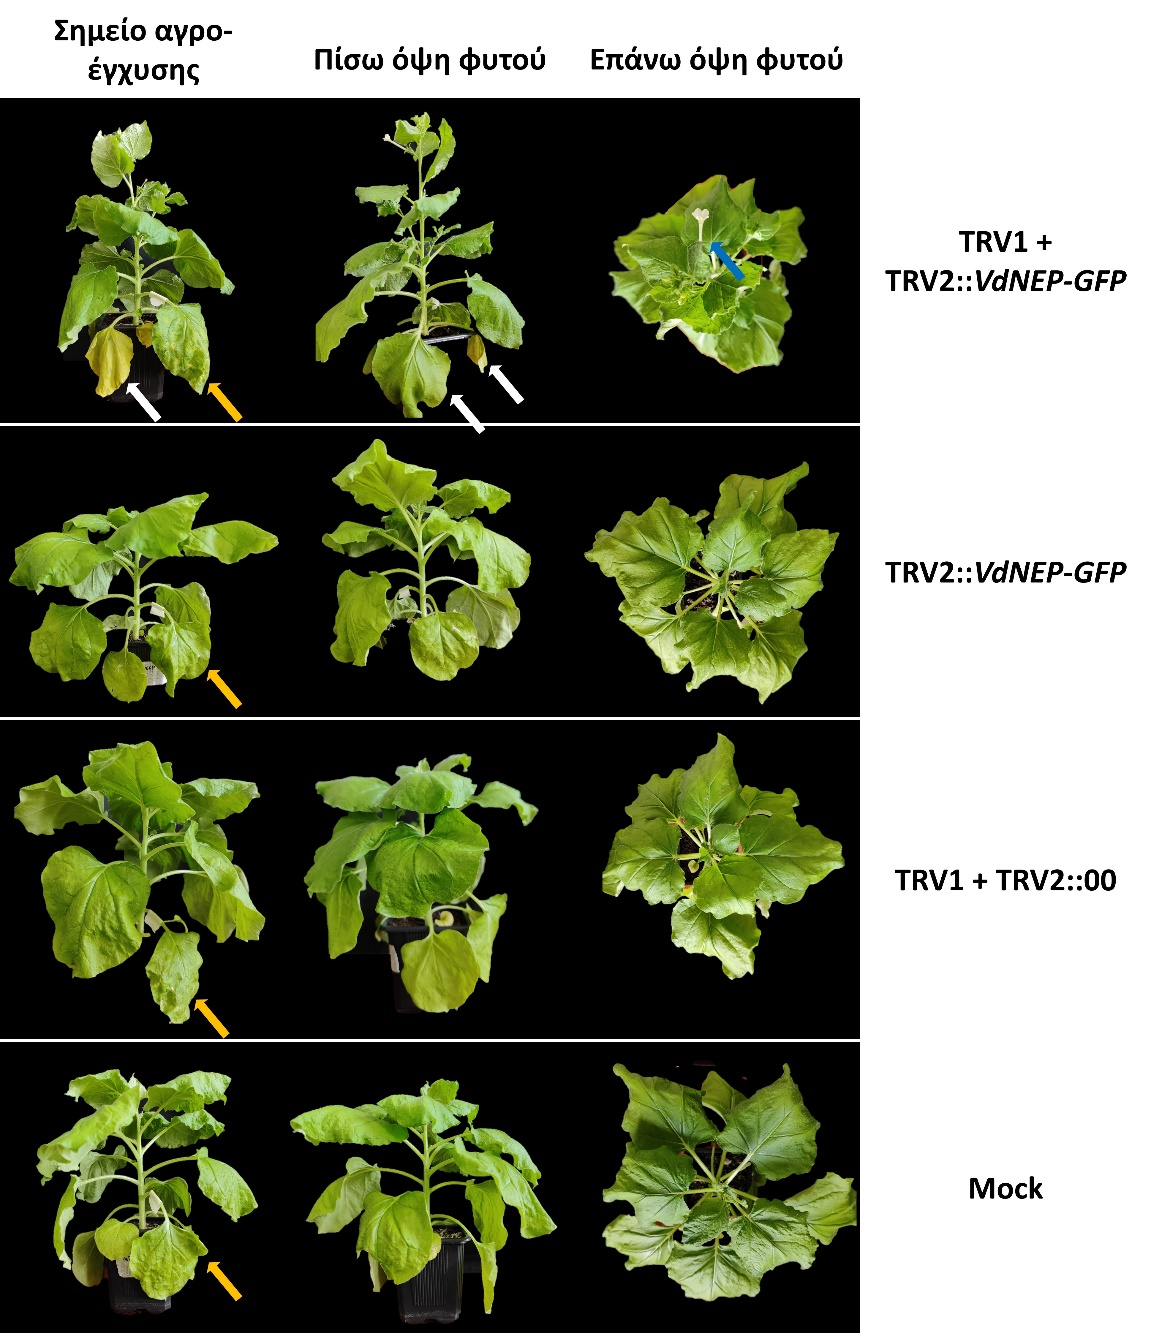 Σημείο αγρο-
έγχυσης
Πίσω όψη φυτού
Επάνω όψη φυτού
TRV1 +
TRV2::VdNEP-GFP
TRV2::VdNEP-GFP
TRV1 + TRV2::00
Mock